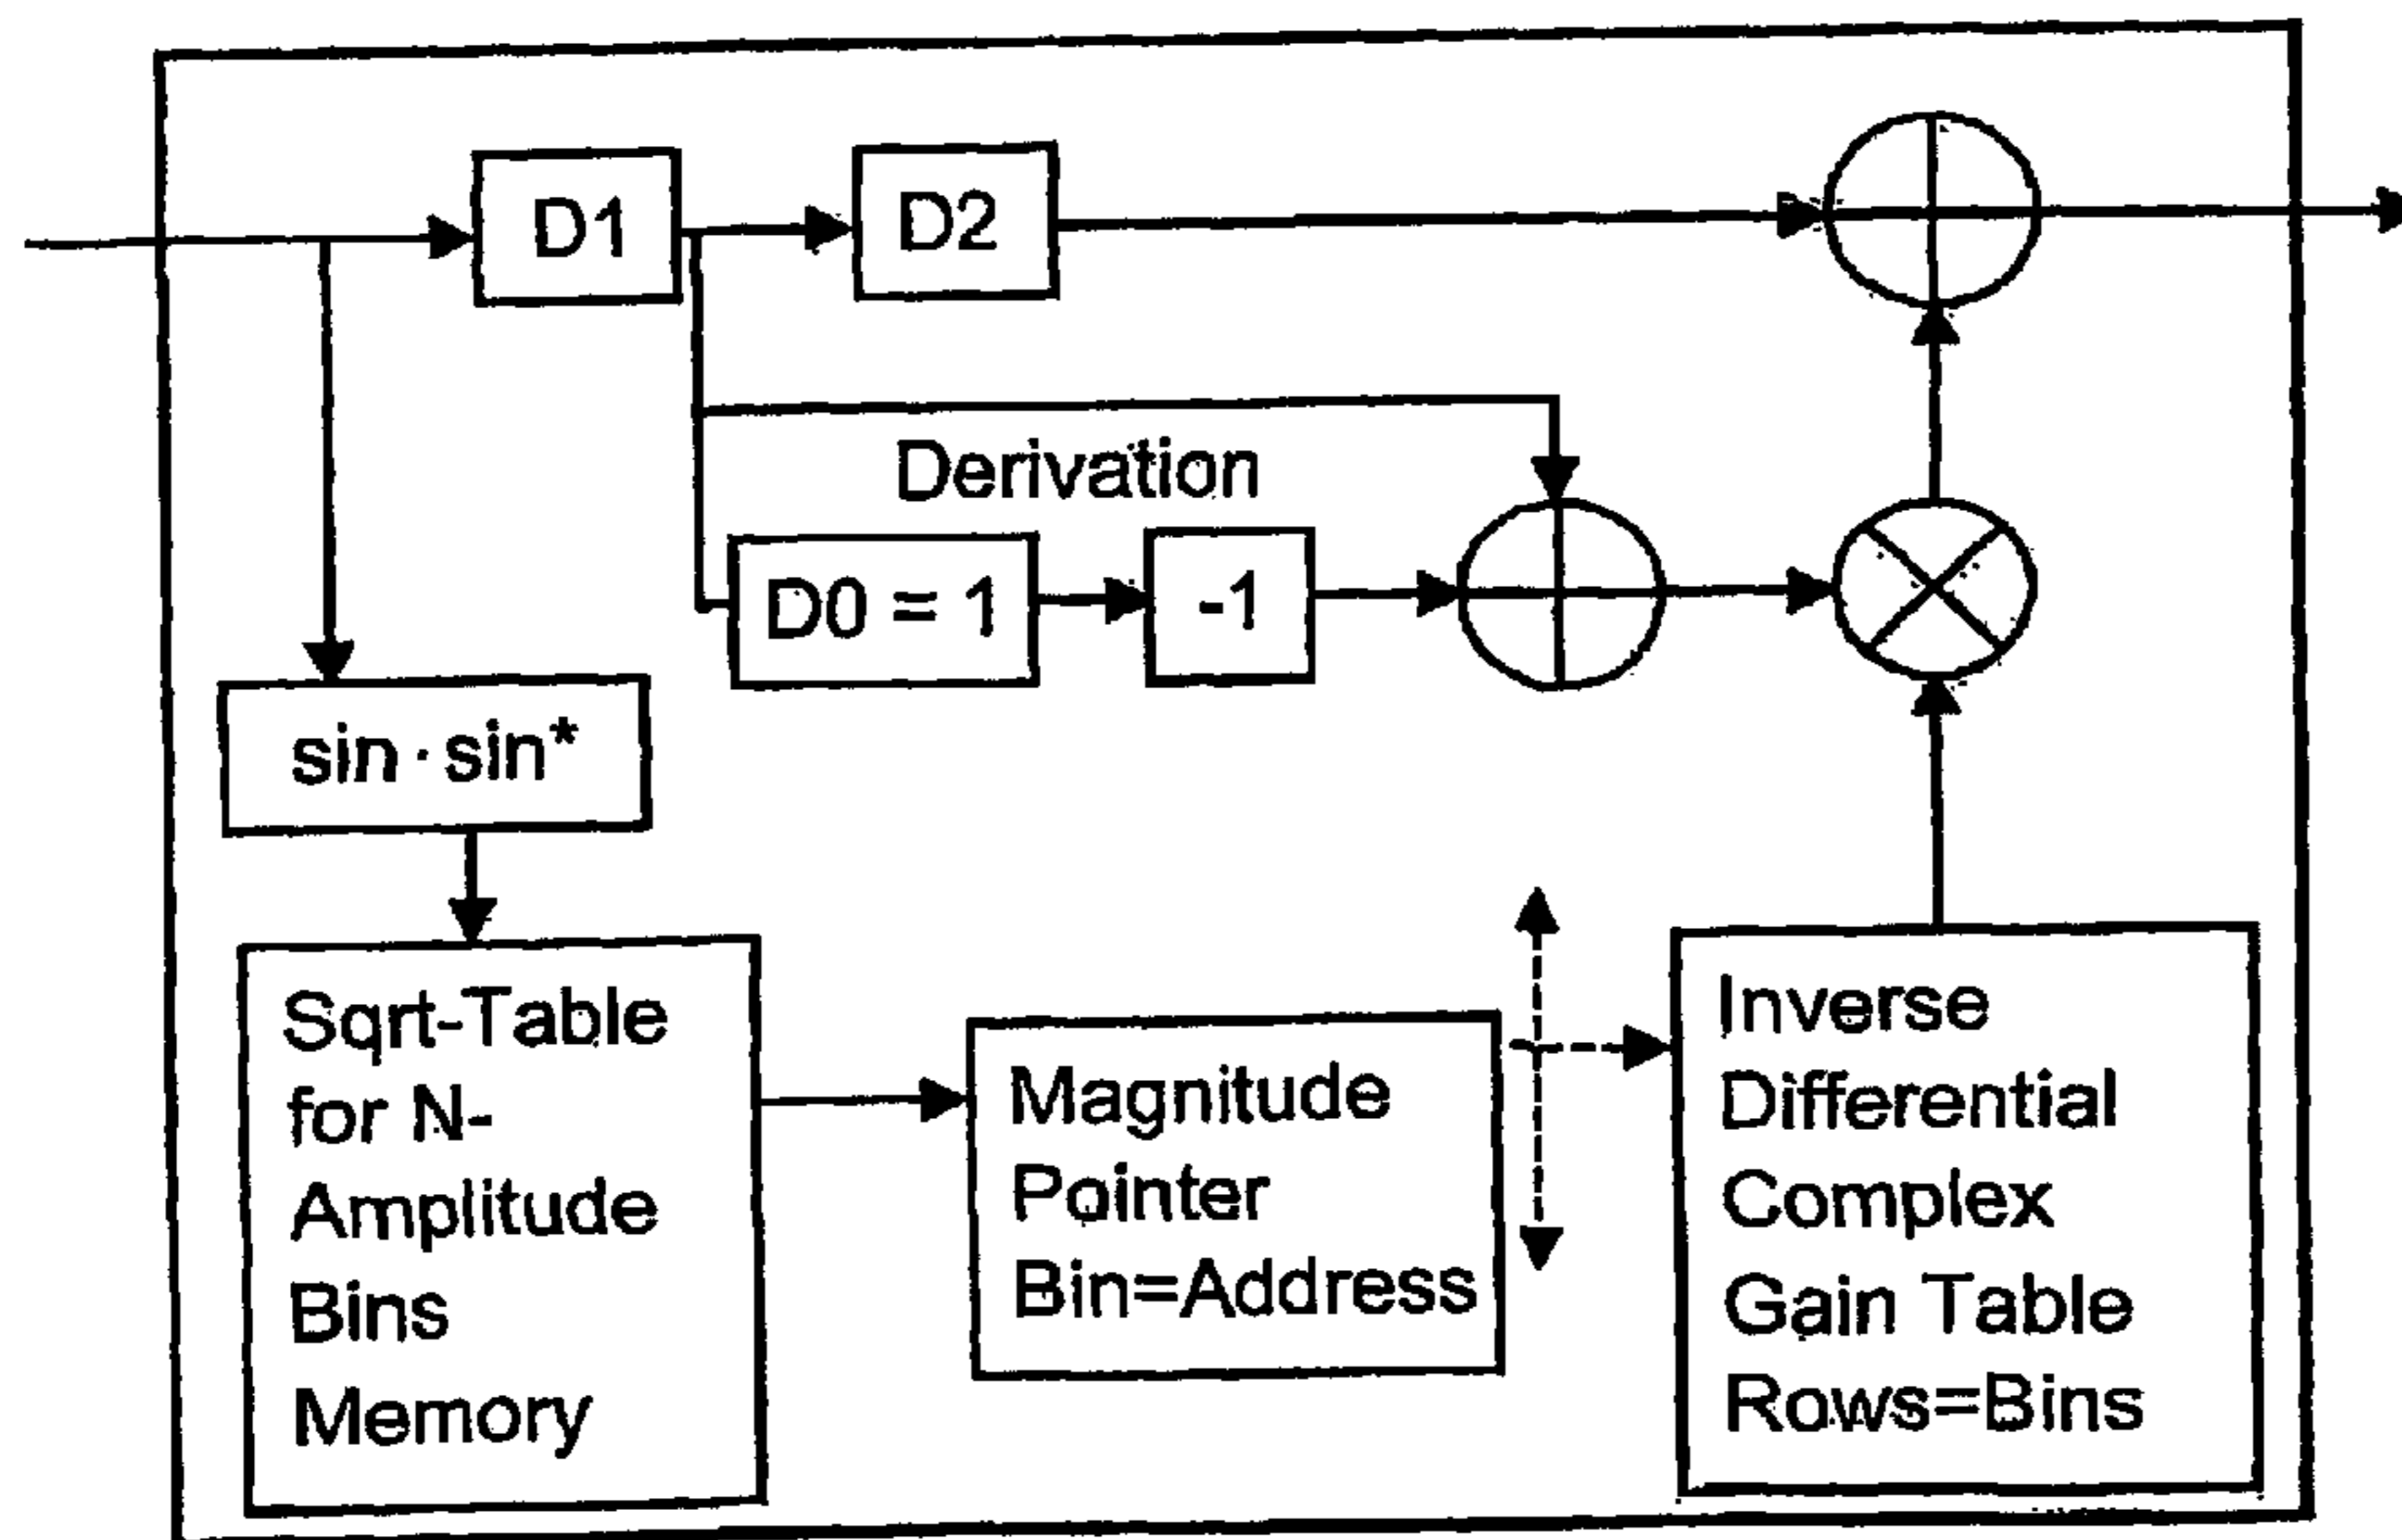 D1
D2
Derivation
D0 = 1
-1
sin · sin*
Sqrt-Table
for N-
Amplitude
Bins
Memory
Magnitude
Pointer
Bin=Address
Inverse
Differential
Complex
Gain Table
Rows=Bins